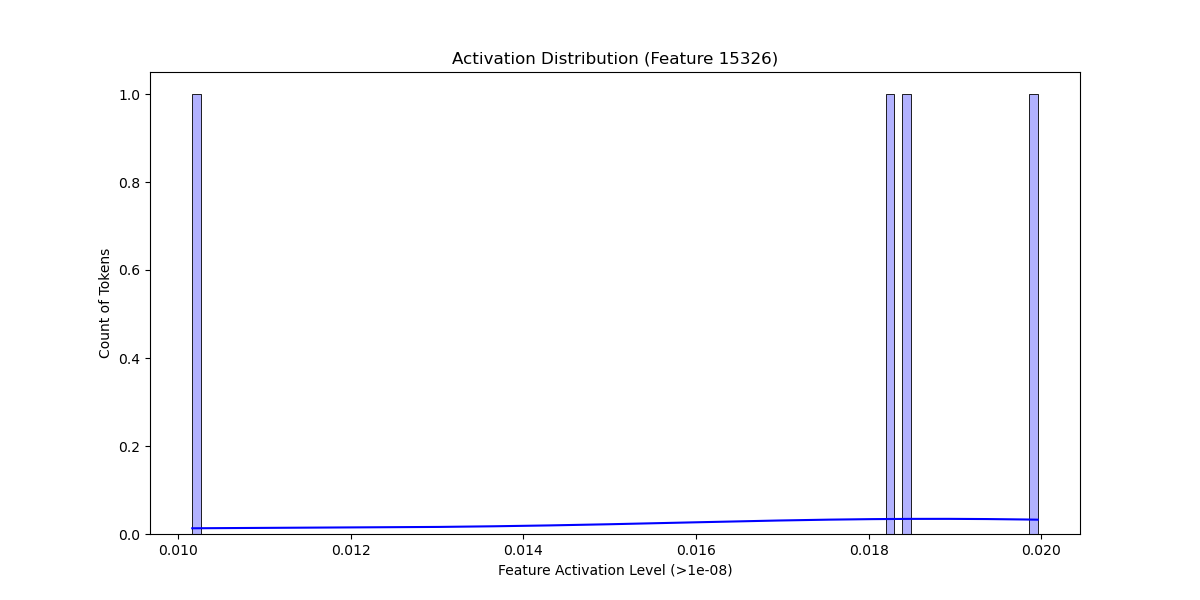 Activation Distribution (Feature 15326)
1.0
0.8
0.6
0.4
0.2
0.0
Count of Tokens
0.010 0.012 0.014 0.016 0.018 0.020
Feature Activation Level (>1e-08)